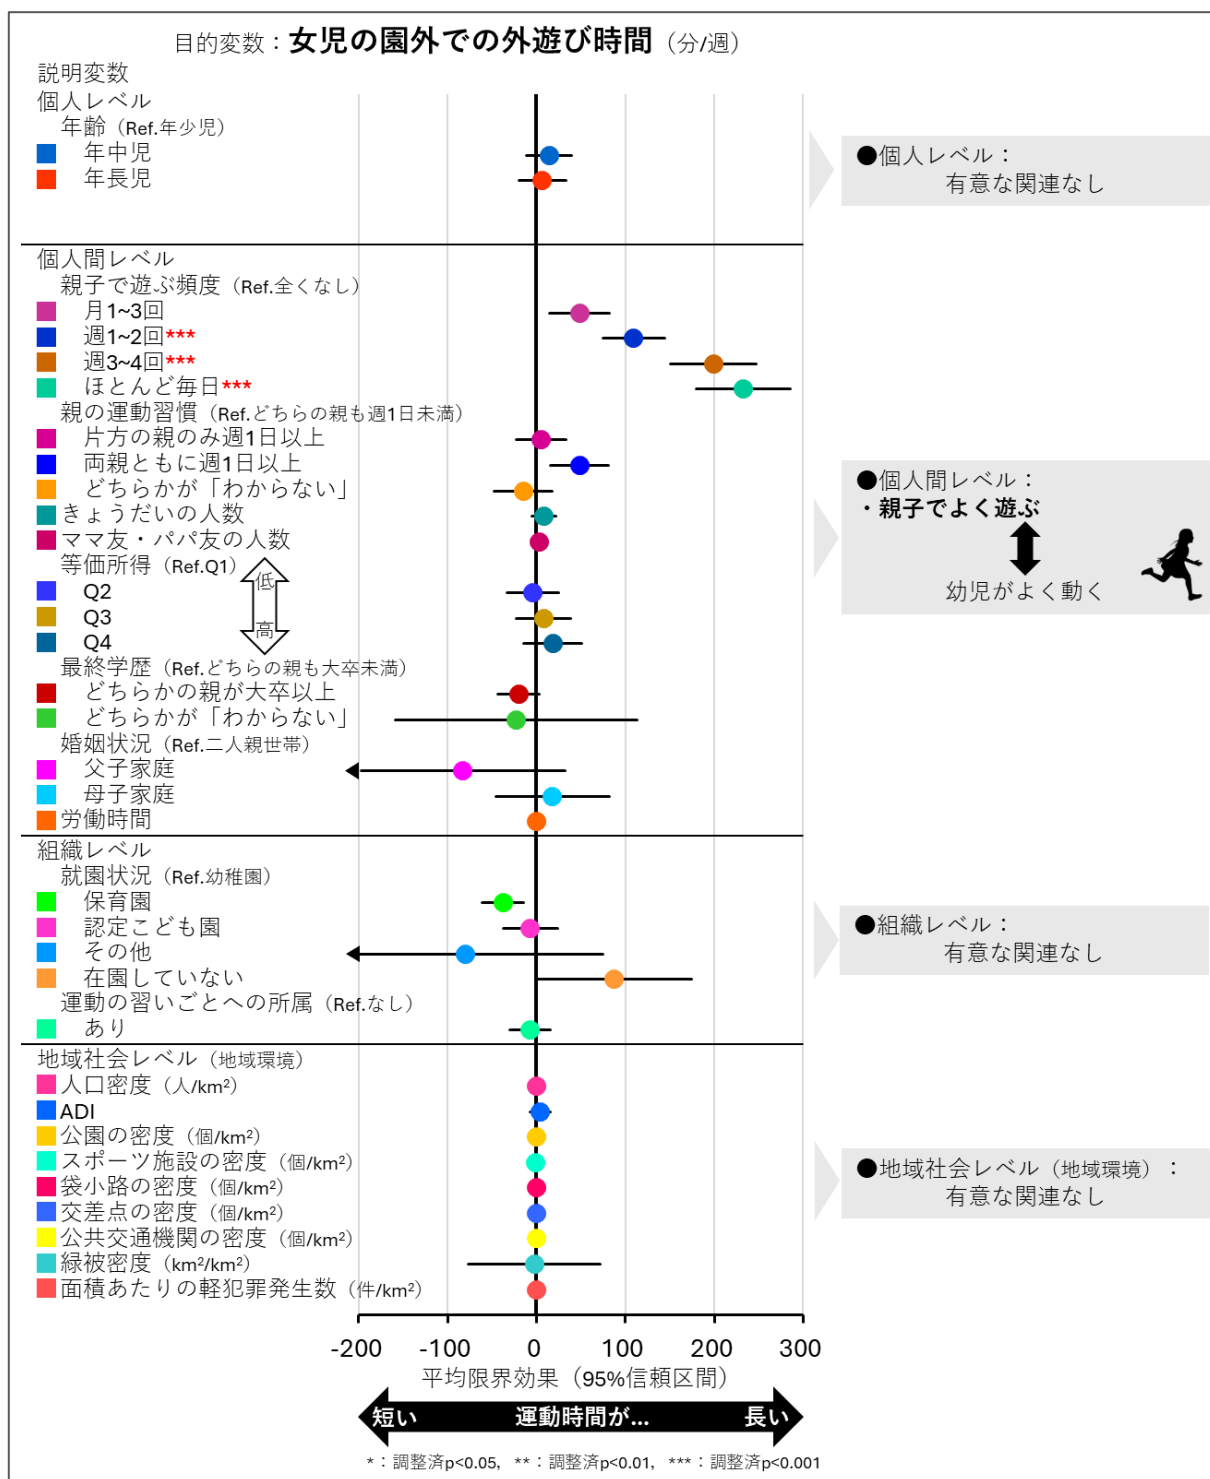 目的変数：女児の園外での外遊び時間（分/週）
説明変数
個人レベル
年齢（Ref.年少児）
年中児
年長児
●個人レベル：
有意な関連なし
個人間レベル
親子で遊ぶ頻度（Ref.全くなし）
月1~3回
週1~2回***
週3~4回***
ほとんど毎日***
親の運動習慣（Ref.どちらの親も週1日未満）
片方の親のみ週1日以上
両親ともに週1日以上
どちらかが「わからない」
きょうだいの人数
ママ友・パパ友の人数
等価所得（Ref.Q1）
低
高
Q2
Q3
Q4
最終学歴（Ref.どちらの親も大卒未満）
どちらかの親が大卒以上
どちらかが「わからない」
婚姻状況（Ref.二人親世帯）
父子家庭
母子家庭
労働時間
●個人間レベル：
・親子でよく遊ぶ
幼児がよく動く
組織レベル
就園状況（Ref.幼稚園）
保育園
認定こども園
その他
在園していない
運動の習いごとへの所属（Ref.なし）
あり
●組織レベル：
有意な関連なし
地域社会レベル（地域環境）
人口密度（人/km²）
ADI
公園の密度（個/km²）
スポーツ施設の密度（個/km²）
袋小路の密度（個/km²）
交差点の密度（個/km²）
公共交通機関の密度（個/km²）
緑被密度（km²/km²）
面積あたりの軽犯罪発生数（件/km²）
●地域社会レベル（地域環境）：
有意な関連なし
-200 -100 0 100 200 300
平均限界効果（95%信頼区間）
短い 運動時間が... 長い
*：調整済p<0.05, **：調整済p<0.01, ***：調整済p<0.001